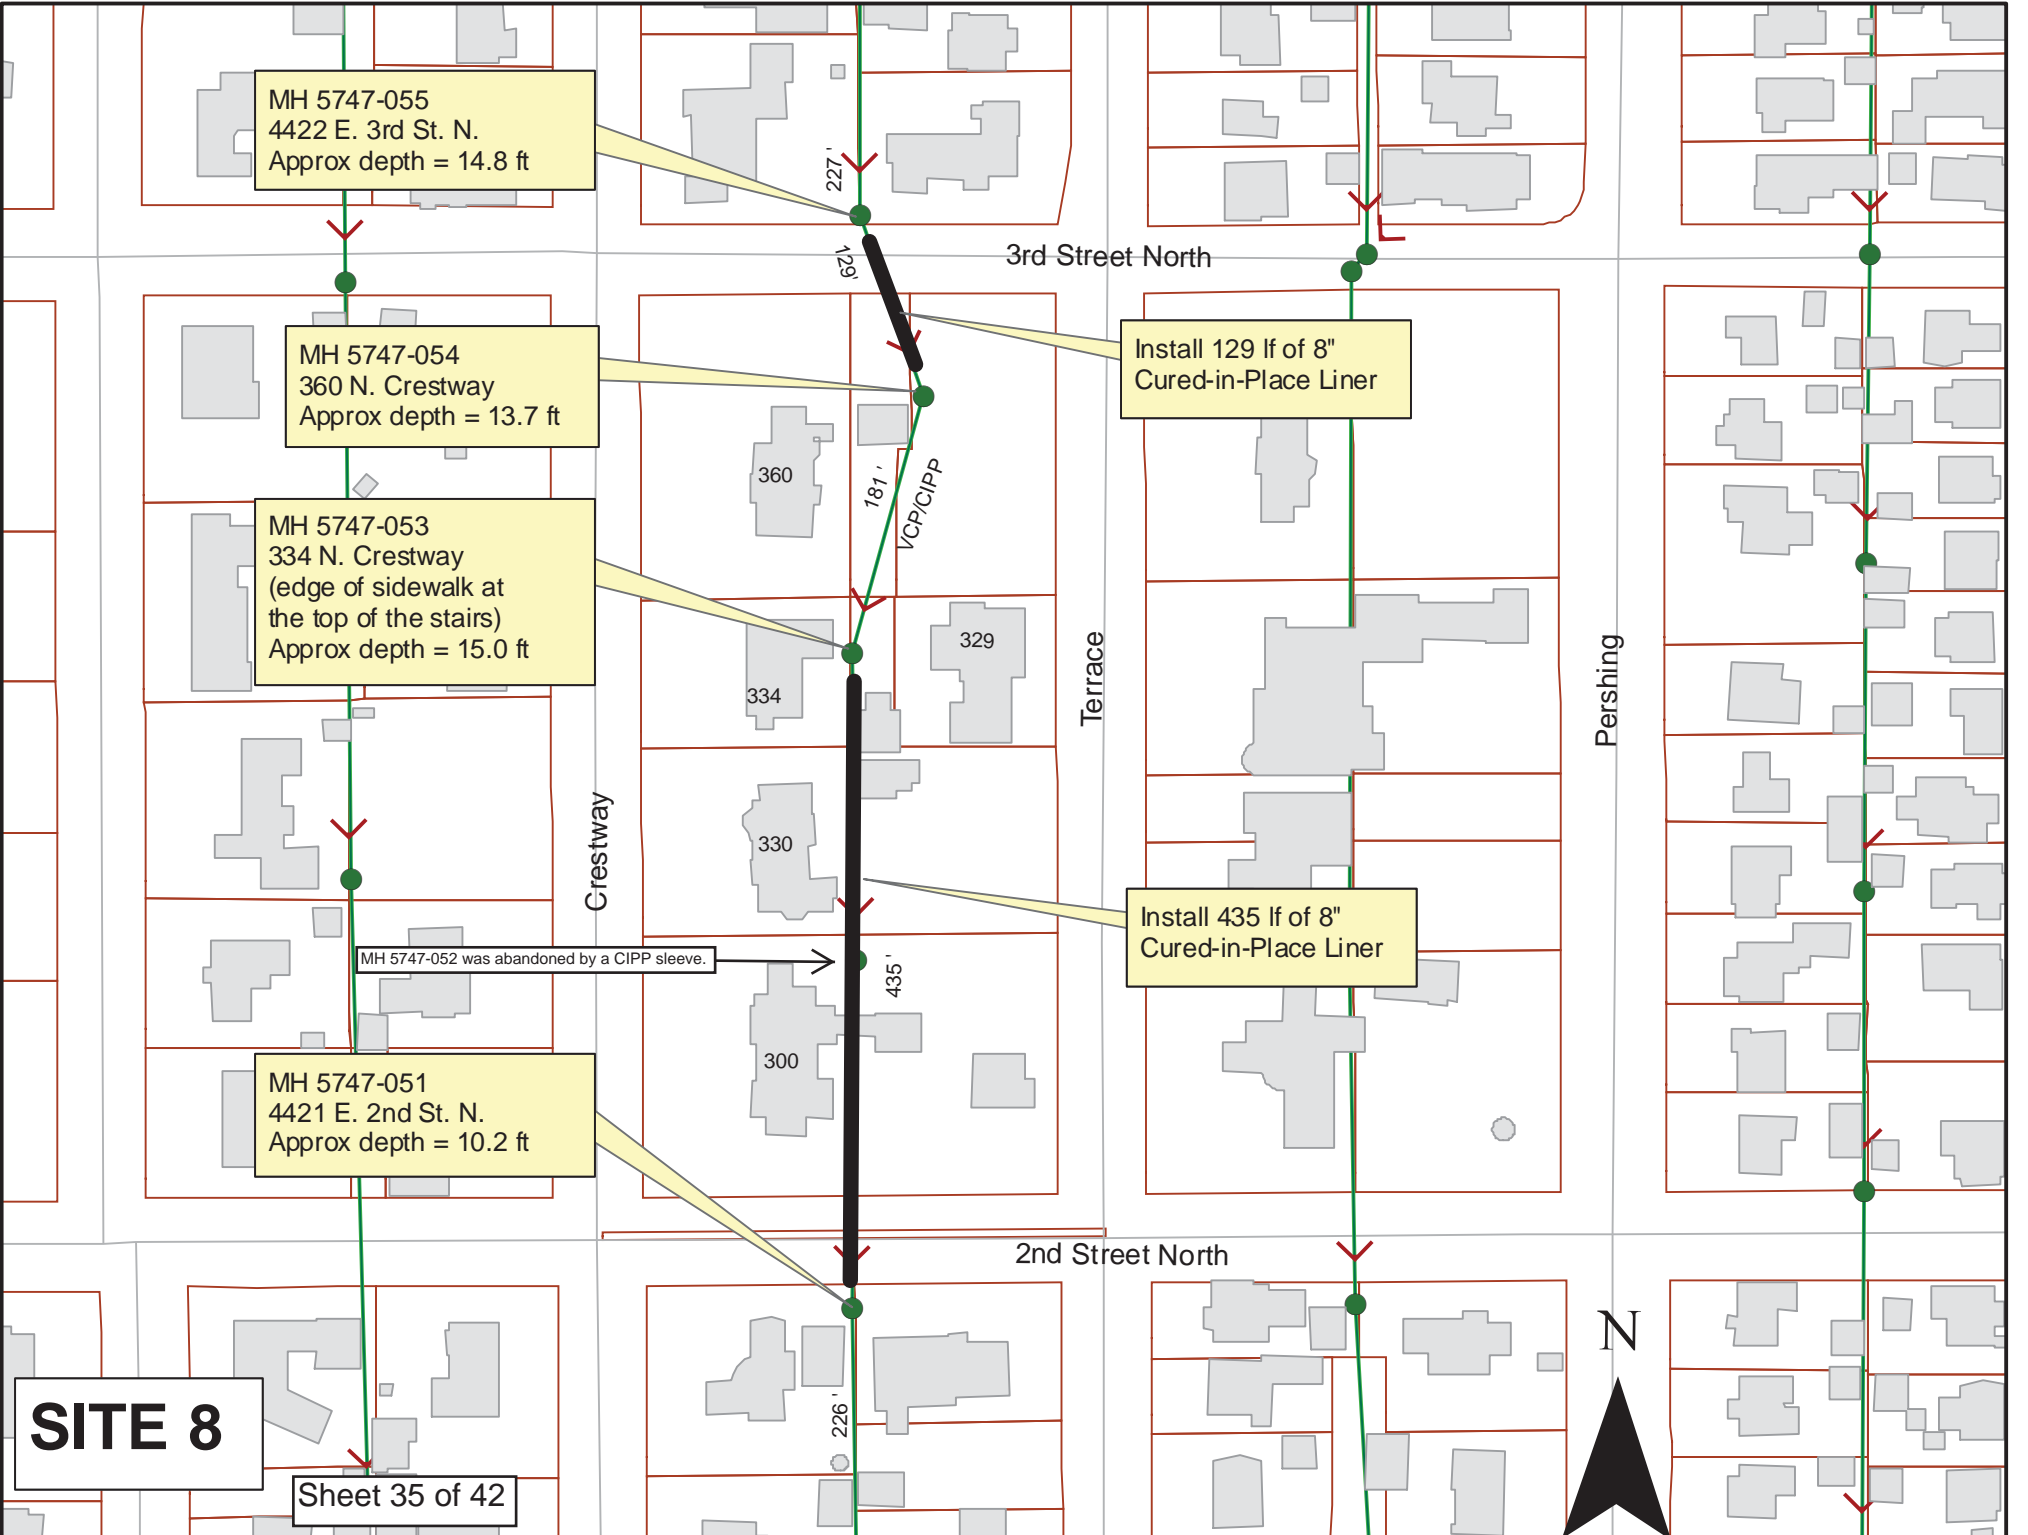 MH 5747-055
4422 E. 3rd St. N.
Approx depth = 14.8 ft
227 '
129'
3rd Street North
MH 5747-054
360 N. Crestway
Approx depth = 13.7 ft
Install 129 lf of 8"
Cured-in-Place Liner
360
181 '
VCP/CIPP
MH 5747-053
334 N. Crestway
(edge of sidewalk at
the top of the stairs)
Approx depth = 15.0 ft
329
334
Terrace
Pershing
Crestway
330
Install 435 lf of 8"
Cured-in-Place Liner
MH 5747-052 was abandoned by a CIPP sleeve.
435 '
300
MH 5747-051
4421 E. 2nd St. N.
Approx depth = 10.2 ft
2nd Street North
N
226 '
SITE 8
Sheet 35 of 42